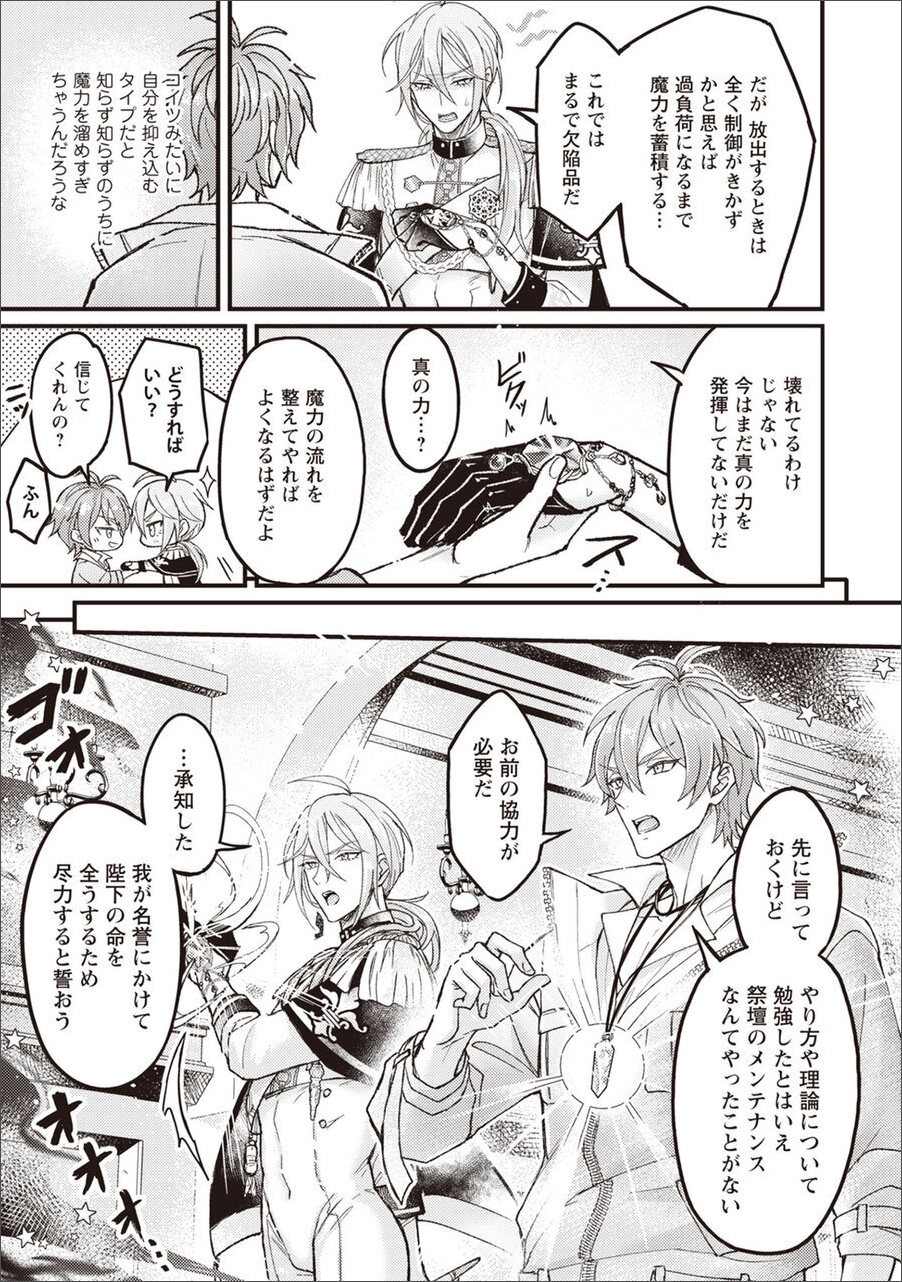 だが 放出するときは
全く制御がきかず
かと思えば
過負荷になるまで
魔力を蓄積する…
これでは
まるで欠陥品だ
コイツみたいに
自分を抑え込む
タイプだと
知らず知らずのうちに
魔力を溜めすぎ
ちゃうんだろうな
壊れてるわけ
じゃない
今はまだ真の力を
発揮してないだけだ
ビクッ
真の力…?
魔力の流れを
整えてやれば
よくなるはずだよ
どうすれば
いい?
信じて
くれんの?
ふん
先に言って
おくけど
やり方や理論について
勉強したとはいえ
祭壇のメンテナンス
なんてやったことがない
お前の協力が
必要だ
…承知した
我が名誉にかけて
陛下の命を
全うするため
尽力すると誓おう
ゴォォ…